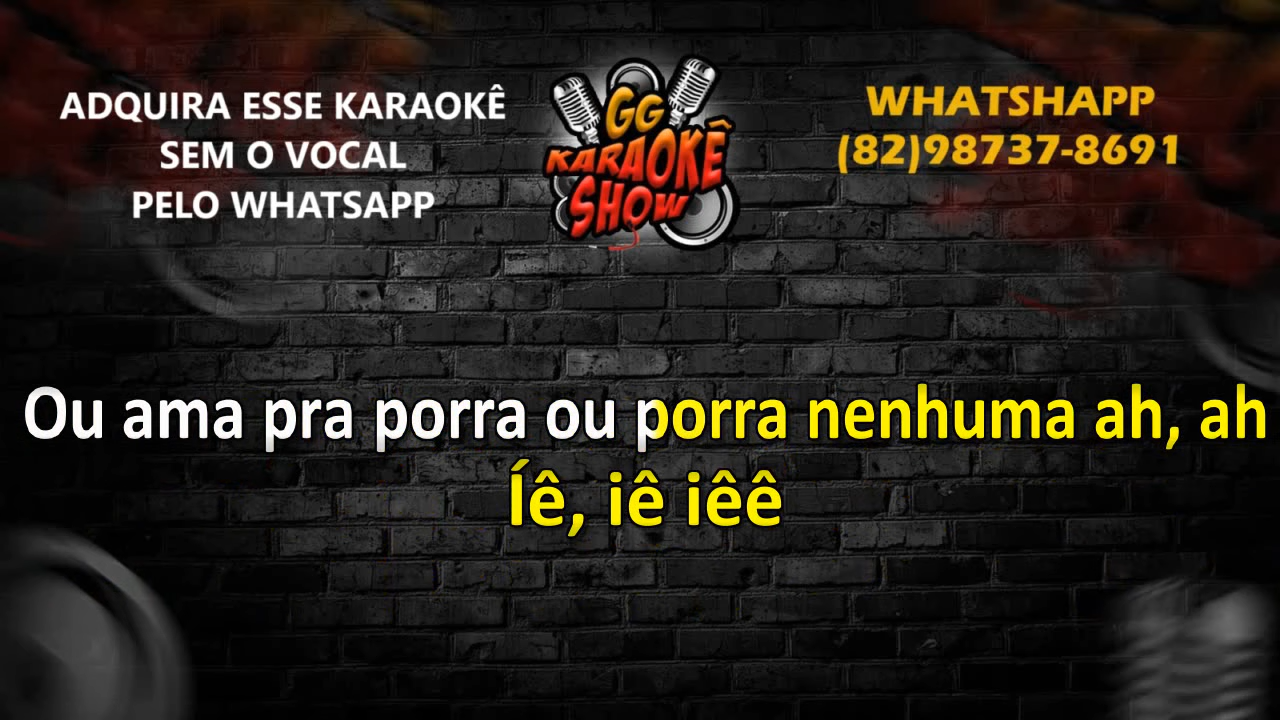 ADQUIRA ESSE KARAOKÊ
SEM O VOCAL
PELO WHATSAPP
GG
KARAOKÊ
SHOW
WHATSHAPP
(82)98737-8691
Ou ama pra porra ou porra nenhuma ah, ah
Íê, iê iêê